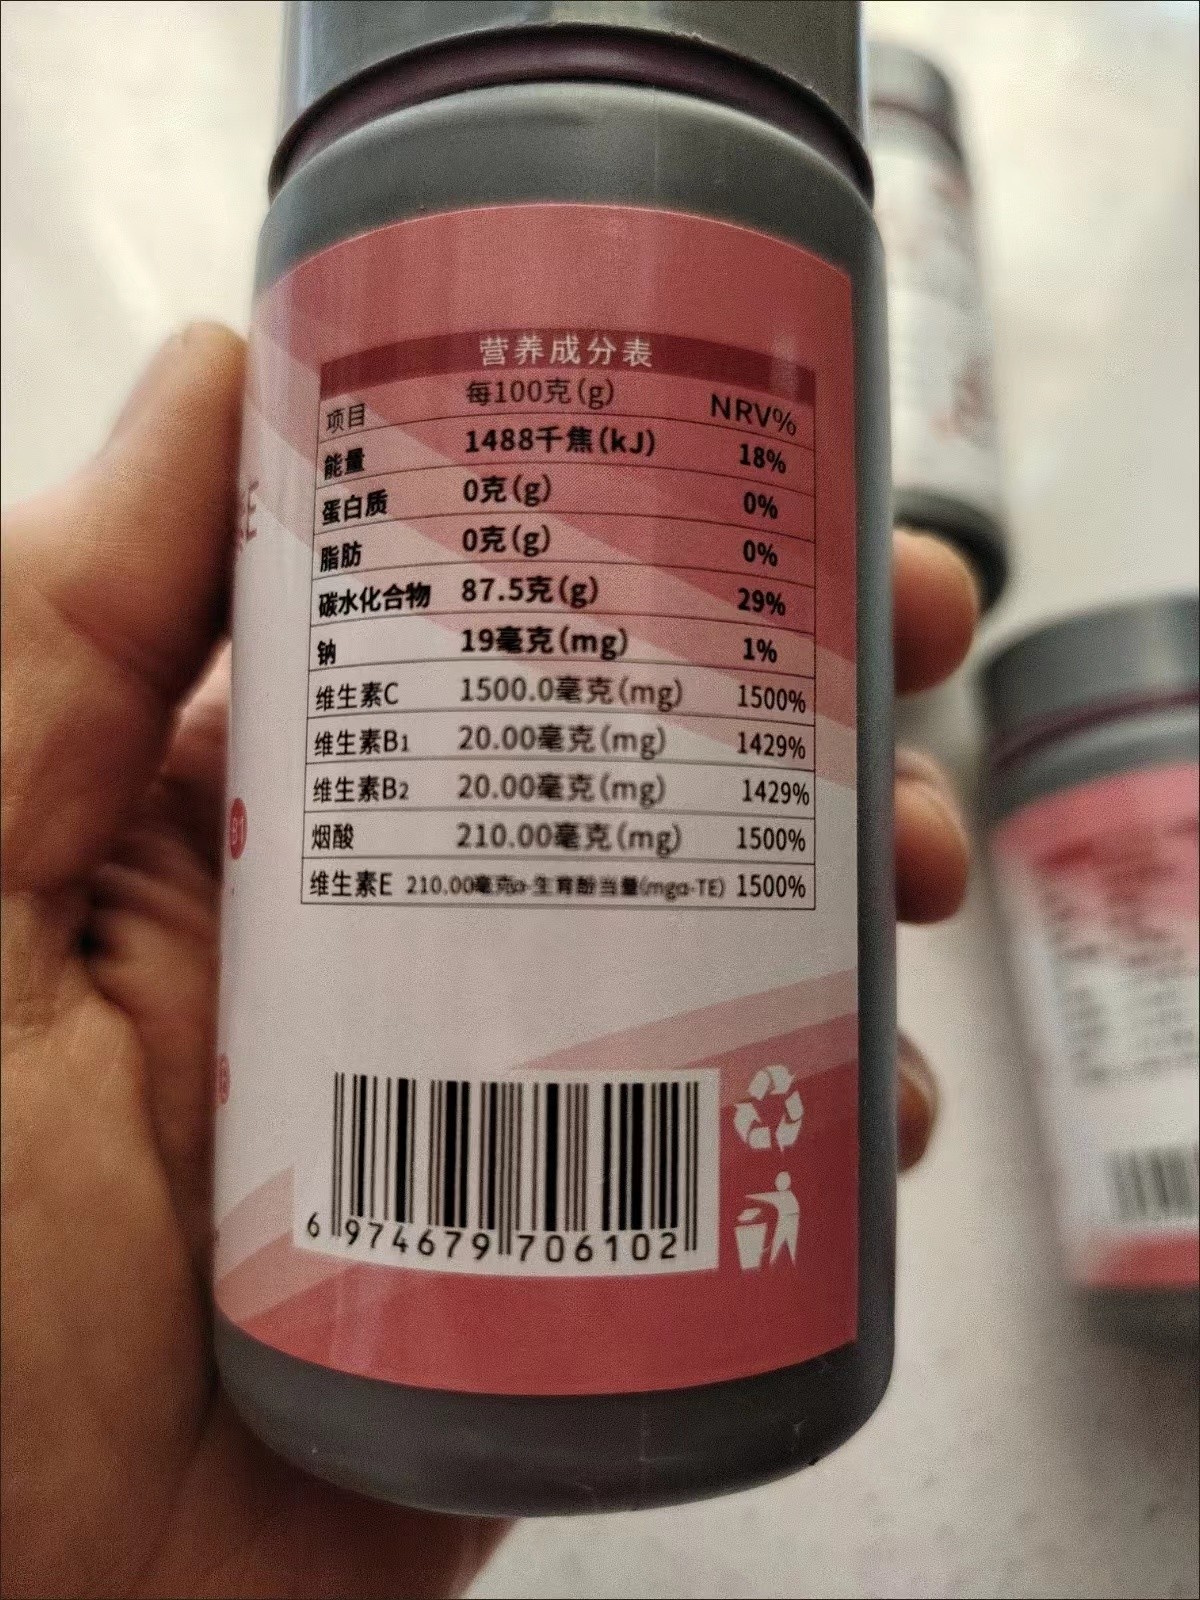 营养成分表
项目 每100克(g) NRV%
能量 1488千焦(kJ) 18%
蛋白质 0克(g) 0%
脂肪 0克(g) 0%
碳水化合物 87.5克(g) 29%
钠 19毫克(mg) 1%
维生素C 1500.0毫克(mg) 1500%
维生素B1 20.00毫克(mg) 1429%
维生素B2 20.00毫克(mg) 1429%
烟酸 210.00毫克(mg) 1500%
维生素E 210.00毫克α-生育酚当量(mgα-TE) 1500%
B1
6 974679 706102